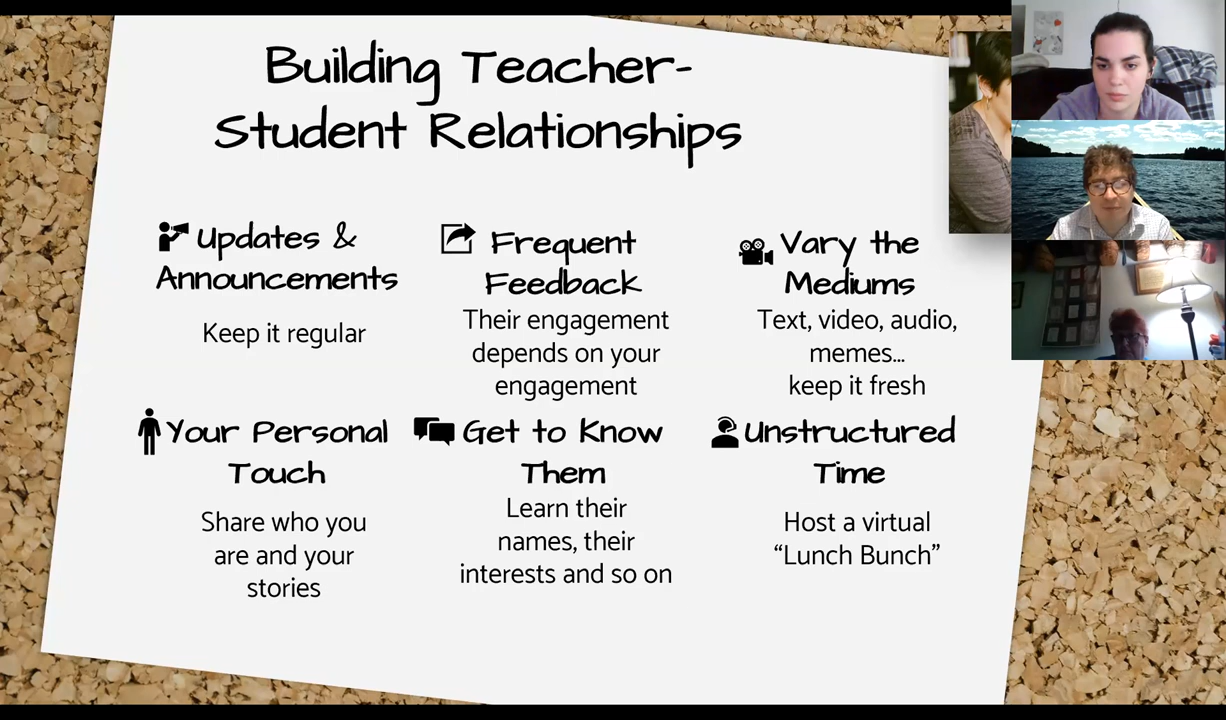 Building Teacher-
Student Relationships
Updates &
Announcements
Keep it regular
Frequent
Feedback
Their engagement
depends on your
engagement
Vary the
Mediums
Text, video, audio,
memes...
keep it fresh
Your Personal
Touch
Share who you
are and your
stories
Get to Know
Them
Learn their
names, their
interests and so on
Unstructured
Time
Host a virtual
“Lunch Bunch”